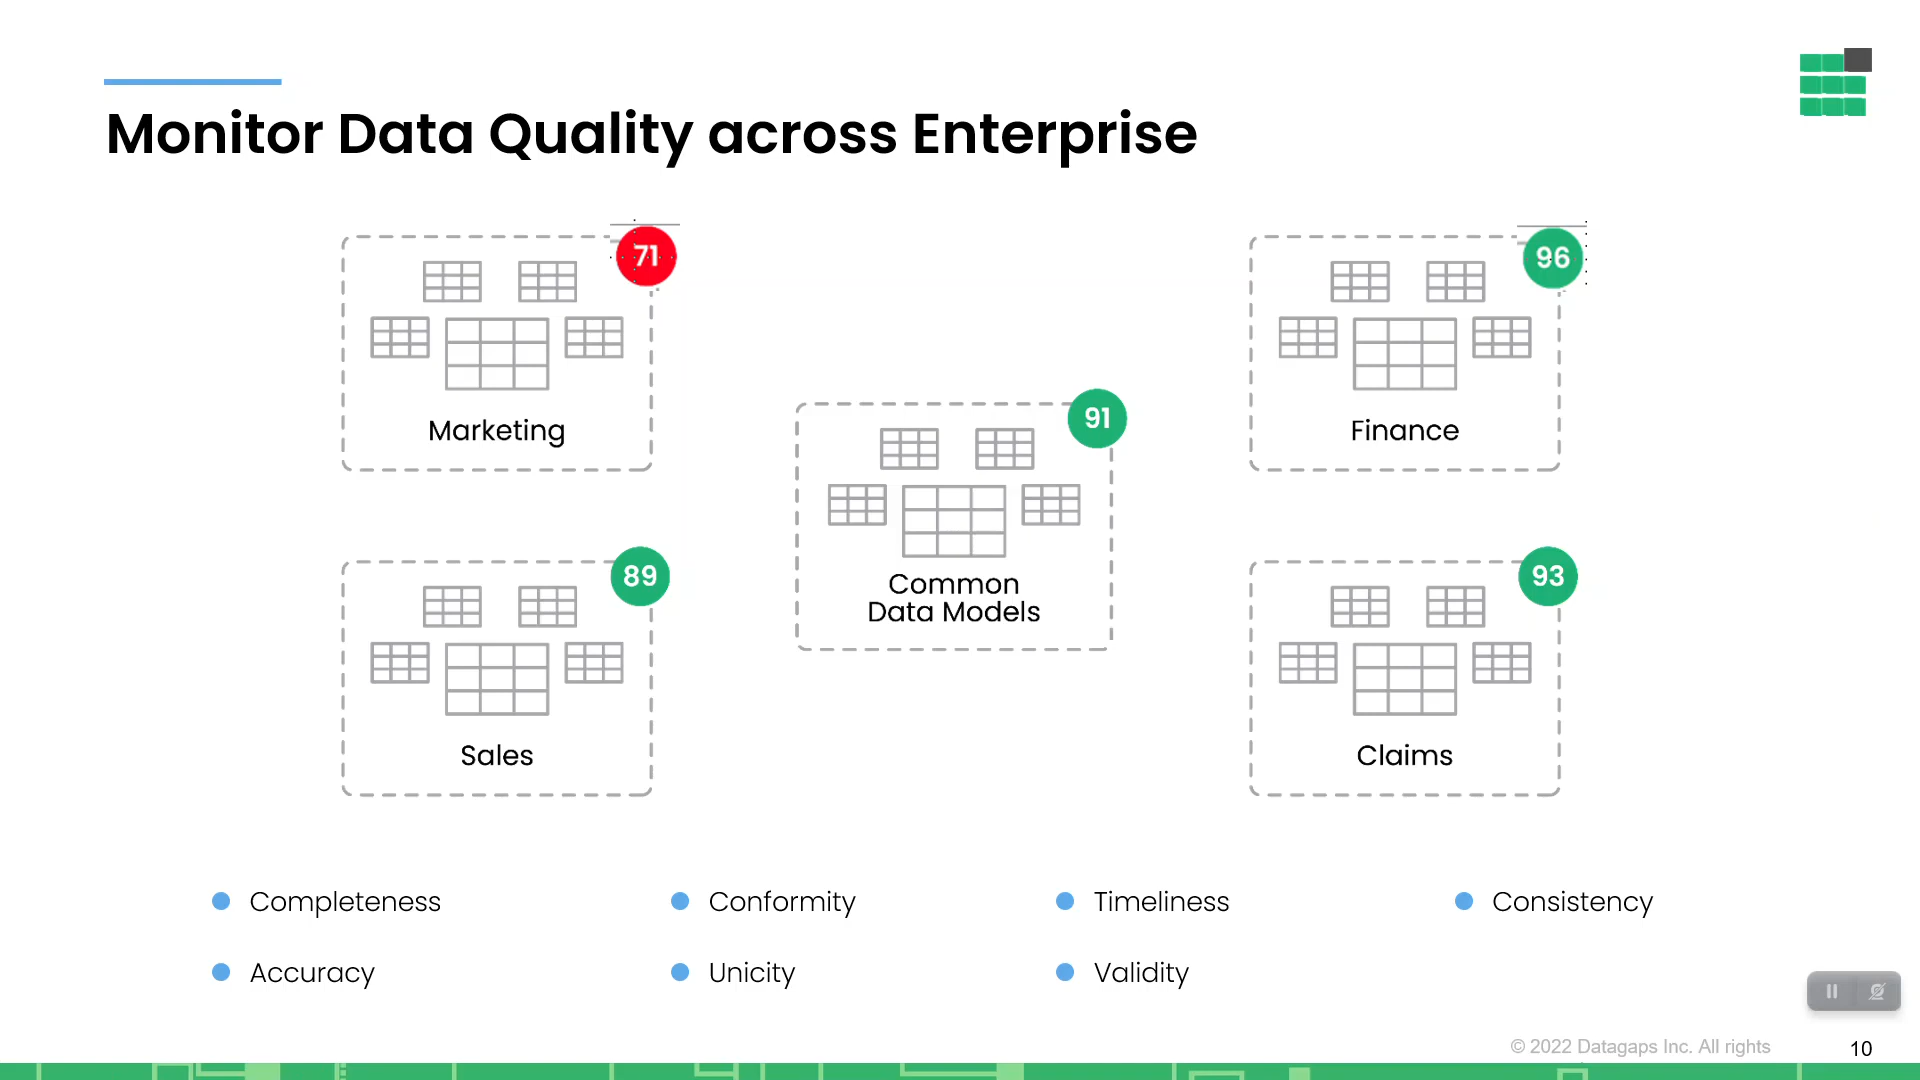 Monitor Data Quality across Enterprise
71
Marketing
96
Finance
91
Common
Data Models
89
Sales
93
Claims
Completeness
Conformity
Timeliness
Consistency
Accuracy
Unicity
Validity
© 2022 Datagaps Inc. All rights
10